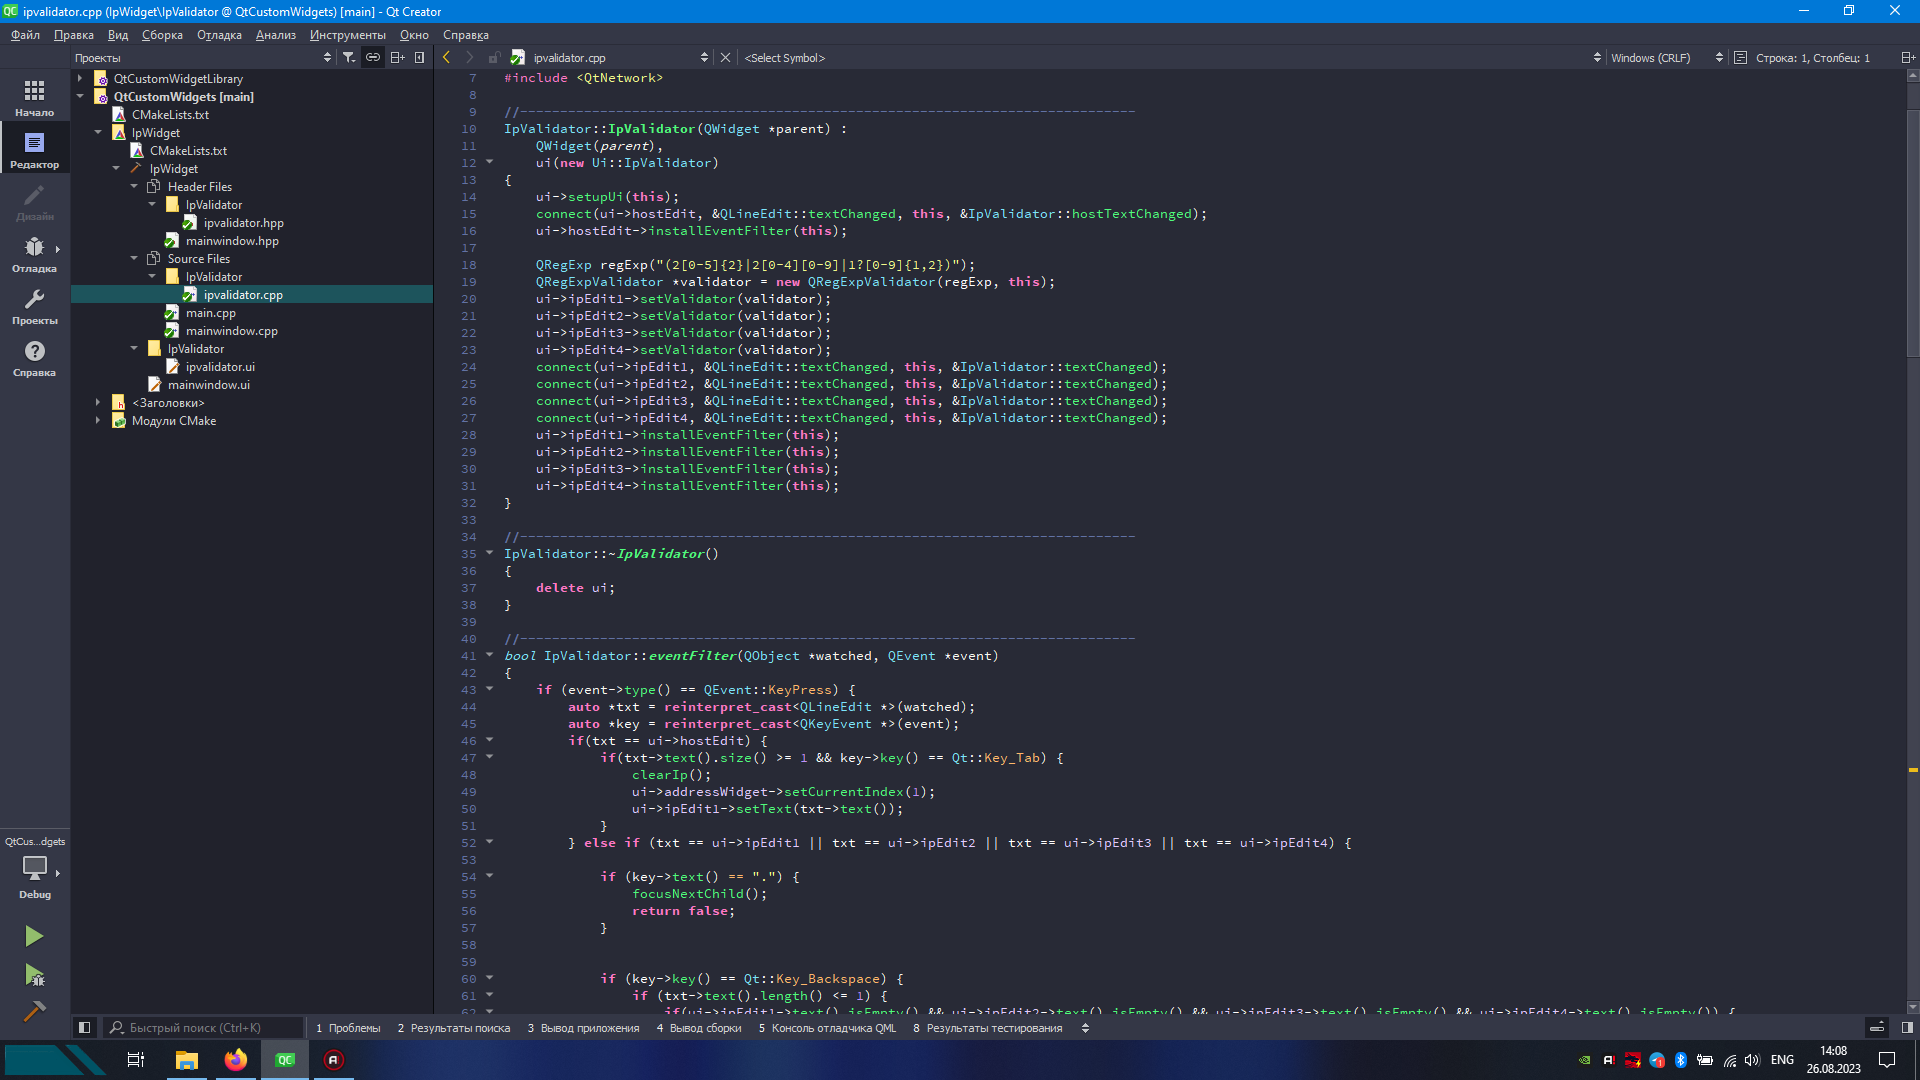 ipvalidator.cpp (IpWidget\IpValidator @ QtCustomWidgets) [main] - Qt Creator
Файл Правка Вид Сборка Отладка Анализ Инструменты Окно Справка
Проекты
ipvalidator.cpp
<Select Symbol>
Windows (CRLF)
Строка: 1, Столбец: 1
Начало
Редактор
Дизайн
Отладка
Проекты
Справка
QtCus...dgets
Debug
QtCustomWidgetLibrary
QtCustomWidgets [main]
CMakeLists.txt
IpWidget
CMakeLists.txt
IpWidget
Header Files
IpValidator
ipvalidator.hpp
mainwindow.hpp
Source Files
IpValidator
ipvalidator.cpp
main.cpp
mainwindow.cpp
IpValidator
ipvalidator.ui
mainwindow.ui
<Заголовки>
Модули CMake
7 #include <QtNetwork>
8
9 //-----------------------------------------------------------------------------
10 IpValidator::IpValidator(QWidget *parent) :
11     QWidget(parent),
12     ui(new Ui::IpValidator)
13 {
14     ui->setupUi(this);
15     connect(ui->hostEdit, &QLineEdit::textChanged, this, &IpValidator::hostTextChanged);
16     ui->hostEdit->installEventFilter(this);
17
18     QRegExp regExp("(2[0-5]{2}|2[0-4][0-9]|1?[0-9]{1,2})");
19     QRegExpValidator *validator = new QRegExpValidator(regExp, this);
20     ui->ipEdit1->setValidator(validator);
21     ui->ipEdit2->setValidator(validator);
22     ui->ipEdit3->setValidator(validator);
23     ui->ipEdit4->setValidator(validator);
24     connect(ui->ipEdit1, &QLineEdit::textChanged, this, &IpValidator::textChanged);
25     connect(ui->ipEdit2, &QLineEdit::textChanged, this, &IpValidator::textChanged);
26     connect(ui->ipEdit3, &QLineEdit::textChanged, this, &IpValidator::textChanged);
27     connect(ui->ipEdit4, &QLineEdit::textChanged, this, &IpValidator::textChanged);
28     ui->ipEdit1->installEventFilter(this);
29     ui->ipEdit2->installEventFilter(this);
30     ui->ipEdit3->installEventFilter(this);
31     ui->ipEdit4->installEventFilter(this);
32 }
33
34 //-----------------------------------------------------------------------------
35 IpValidator::~IpValidator()
36 {
37     delete ui;
38 }
39
40 //-----------------------------------------------------------------------------
41 bool IpValidator::eventFilter(QObject *watched, QEvent *event)
42 {
43     if (event->type() == QEvent::KeyPress) {
44         auto *txt = reinterpret_cast<QLineEdit *>(watched);
45         auto *key = reinterpret_cast<QKeyEvent *>(event);
46         if(txt == ui->hostEdit) {
47             if(txt->text().size() >= 1 && key->key() == Qt::Key_Tab) {
48                 clearIp();
49                 ui->addressWidget->setCurrentIndex(1);
50                 ui->ipEdit1->setText(txt->text());
51             }
52         } else if (txt == ui->ipEdit1 || txt == ui->ipEdit2 || txt == ui->ipEdit3 || txt == ui->ipEdit4) {
53
54             if (key->text() == ".") {
55                 focusNextChild();
56                 return false;
57             }
58
59
60             if (key->key() == Qt::Key_Backspace) {
61                 if (txt->text().length() <= 1) {
62                     if(ui->ipEdit1->text().isEmpty() && ui->ipEdit2->text().isEmpty() && ui->ipEdit3->text().isEmpty() && ui->ipEdit4->text().isEmpty()) {
Быстрый поиск (Ctrl+K)
1 Проблемы 2 Результаты поиска 3 Вывод приложения 4 Вывод сборки 5 Консоль отладчика QML 8 Результаты тестирования
ENG
14:08
26.08.2023